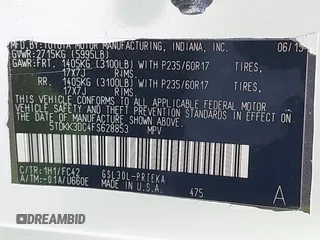 MFD. BY: TOYOTA MOTOR MANUFACTURING, INDIANA, INC. 06/15
GVWR: 2715KG (5995LB)
GAWR: FRT. 1405KG (3100LB) WITH P235/60R17 TIRES,
17X7J RIMS.
RR. 1405KG (3100LB) WITH P235/60R17 TIRES,
17X7J RIMS.
THIS VEHICLE CONFORMS TO ALL APPLICABLE FEDERAL MOTOR
VEHICLE SAFETY AND THEFT PREVENTION STANDARDS IN EFFECT ON
THE DATE OF MANUFACTURE SHOWN ABOVE.
5TDKK3DC4FS628853 MPV
C/TR: 1H1/FC42 GSL30L-PRTEKA
A/TM: -01A/U660E MADE IN U.S.A. 475 A
DREAMBID